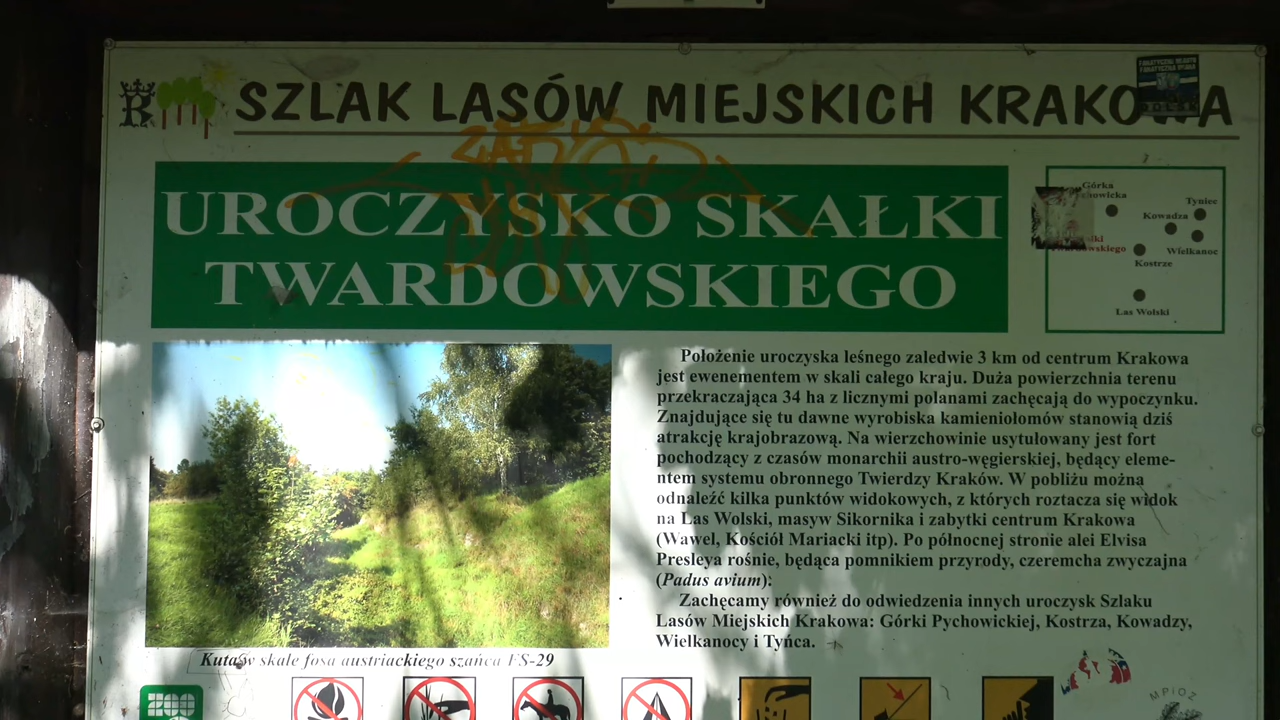 SZLAK LASÓW MIEJSKICH KRAKOWA
UROCZYSKO SKAŁKI
TWARDOWSKIEGO
Górka
Tyniec
Kowadza
Wielkanoc
Kostrze
Las Wolski
Położenie uroczyska leśnego zaledwie 3 km od centrum Krakowa
jest ewenementem w skali całego kraju. Duża powierzchnia terenu
przekraczająca 34 ha z licznymi polanami zachęcają do wypoczynku.
Znajdujące się tu dawne wyrobiska kamieniołomów stanowią dziś
atrakcję krajobrazową. Na wierzchowinie usytułowany jest fort
pochodzący z czasów monarchii austro-węgierskiej, będący eleme-
ntem systemu obronnego Twierdzy Kraków. W pobliżu można
odnaleźć kilka punktów widokowych, z których roztacza się widok
na Las Wolski, masyw Sikornika i zabytki centrum Krakowa
(Wawel, Kościół Mariacki itp). Po północnej stronie alei Elvisa
Presleya rośnie, będąca pomnikiem przyrody, czeremcha zwyczajna
(Padus avium):
Zachęcamy również do odwiedzenia innych uroczysk Szlaku
Lasów Miejskich Krakowa: Górki Pychowickiej, Kostrza, Kowadzy,
Wielkanocy i Tyńca.
Kuta w skale fosa austriackiego szańca FS-29
ZOO
MPiOZ